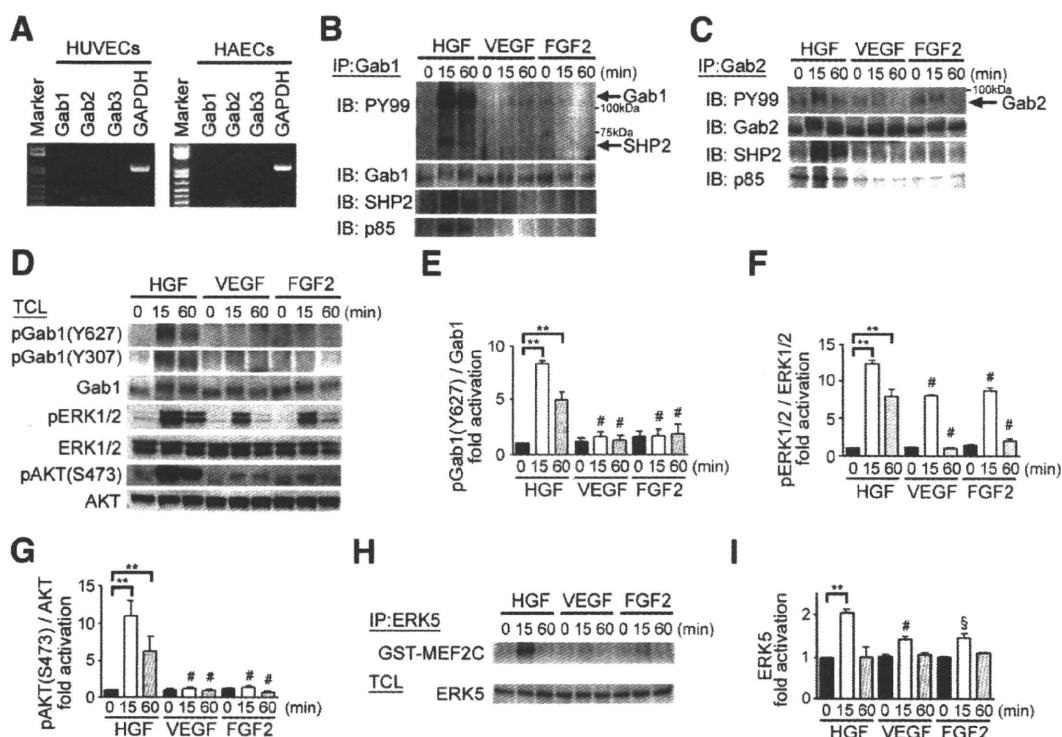 A
HUVECs HAECs
Marker Gab1 Gab2 Gab3 GAPDH Marker Gab1 Gab2 Gab3 GAPDH
B
HGF VEGF FGF2
IP:Gab1 0 15 60 0 15 60 0 15 60 (min)
IB: PY99
Gab1
100kDa
75kDa
SHP2
IB: Gab1
IB: SHP2
IB: p85
C
HGF VEGF FGF2
IP:Gab2 0 15 60 0 15 60 0 15 60 (min)
100kDa
IB: PY99 Gab2
IB: Gab2
IB: SHP2
IB: p85
D
HGF VEGF FGF2
TCL 0 15 60 0 15 60 0 15 60 (min)
pGab1(Y627)
pGab1(Y307)
Gab1
pERK1/2
ERK1/2
pAKT(S473)
AKT
E
pGab1(Y627) / Gab1
fold activation
10
5
0
**
**
# # # #
0 15 60 0 15 60 0 15 60 (min)
HGF VEGF FGF2
F
pERK1/2 / ERK1/2
fold activation
15
10
5
0
**
**
# # # #
0 15 60 0 15 60 0 15 60 (min)
HGF VEGF FGF2
G
pAKT(S473) / AKT
fold activation
15
10
5
0
**
**
# # # #
0 15 60 0 15 60 0 15 60 (min)
HGF VEGF FGF2
H
HGF VEGF FGF2
IP:ERK5 0 15 60 0 15 60 0 15 60 (min)
GST-MEF2C
TCL
ERK5
I
ERK5
fold activation
3
2
1
0
**
# §
0 15 60 0 15 60 0 15 60 (min)
HGF VEGF FGF2